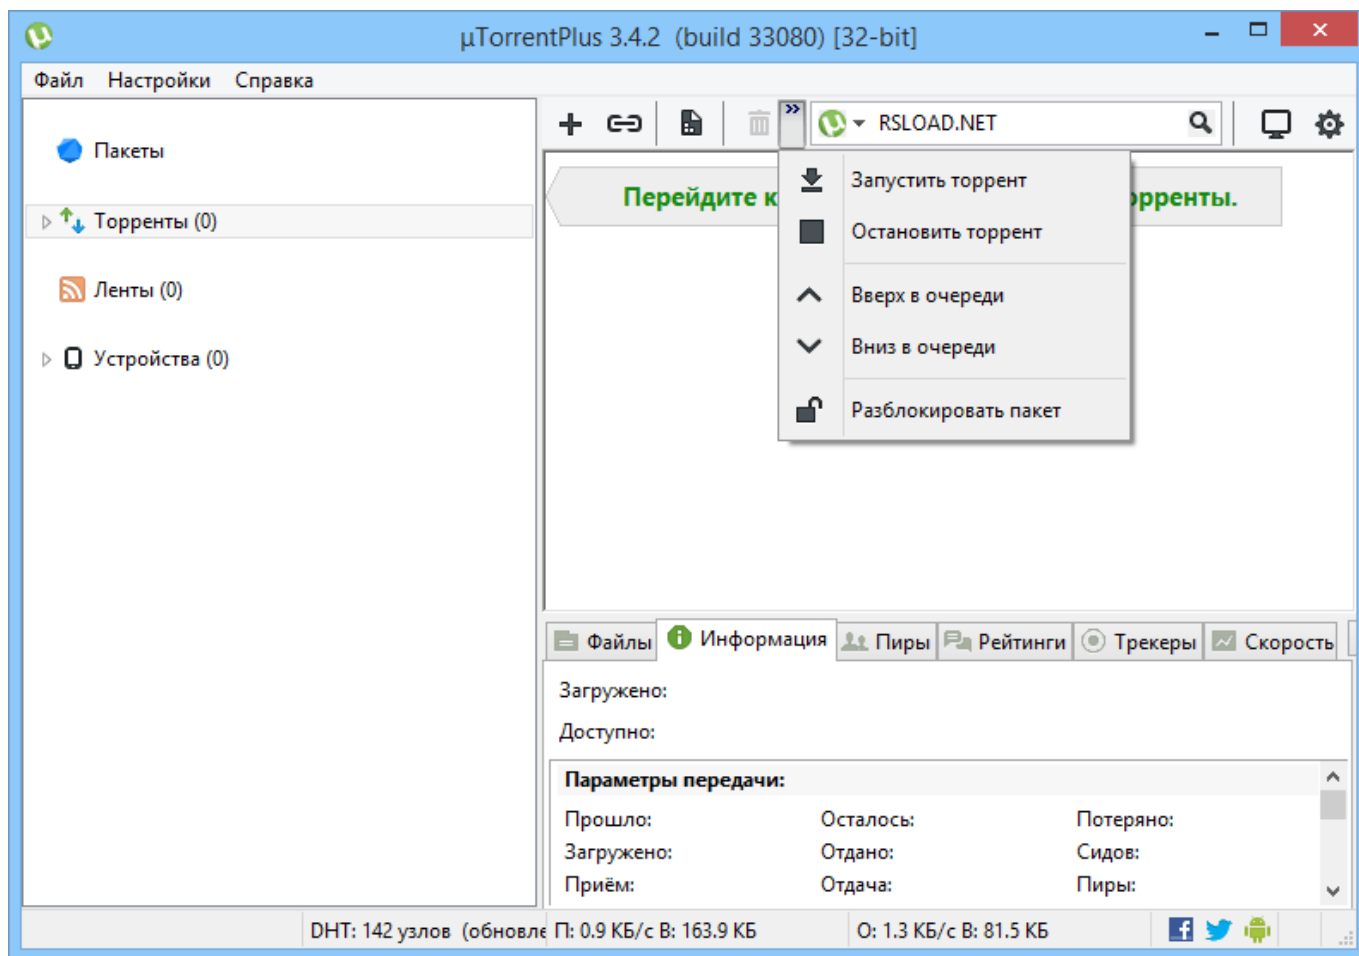 µTorrentPlus 3.4.2 (build 33080) [32-bit]
Файл Настройки Справка
Пакеты
Торренты (0)
Ленты (0)
Устройства (0)
RSLOAD.NET
Перейдите к
Запустить торрент
Остановить торрент
Вверх в очереди
Вниз в очереди
Разблокировать пакет
Файлы Информация Пиры Рейтинги Трекеры Скорость
Загружено:
Доступно:
Параметры передачи:
Прошло: Осталось: Потеряно:
Загружено: Отдано: Сидов:
Приём: Отдача: Пиры:
DHT: 142 узлов (обновле П: 0.9 КБ/с В: 163.9 КБ О: 1.3 КБ/с В: 81.5 КБ